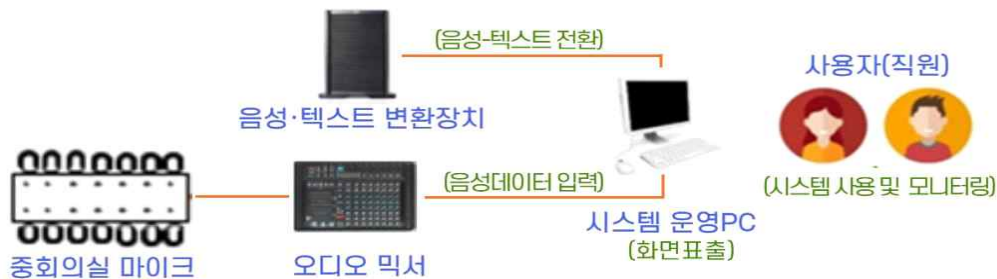 (음성-텍스트 전환)
음성·텍스트 변환장치
사용자(직원)
(음성데이터 입력)
(시스템 사용 및 모니터링)
시스템 운영PC
(화면표출)
중회의실 마이크
오디오 믹서